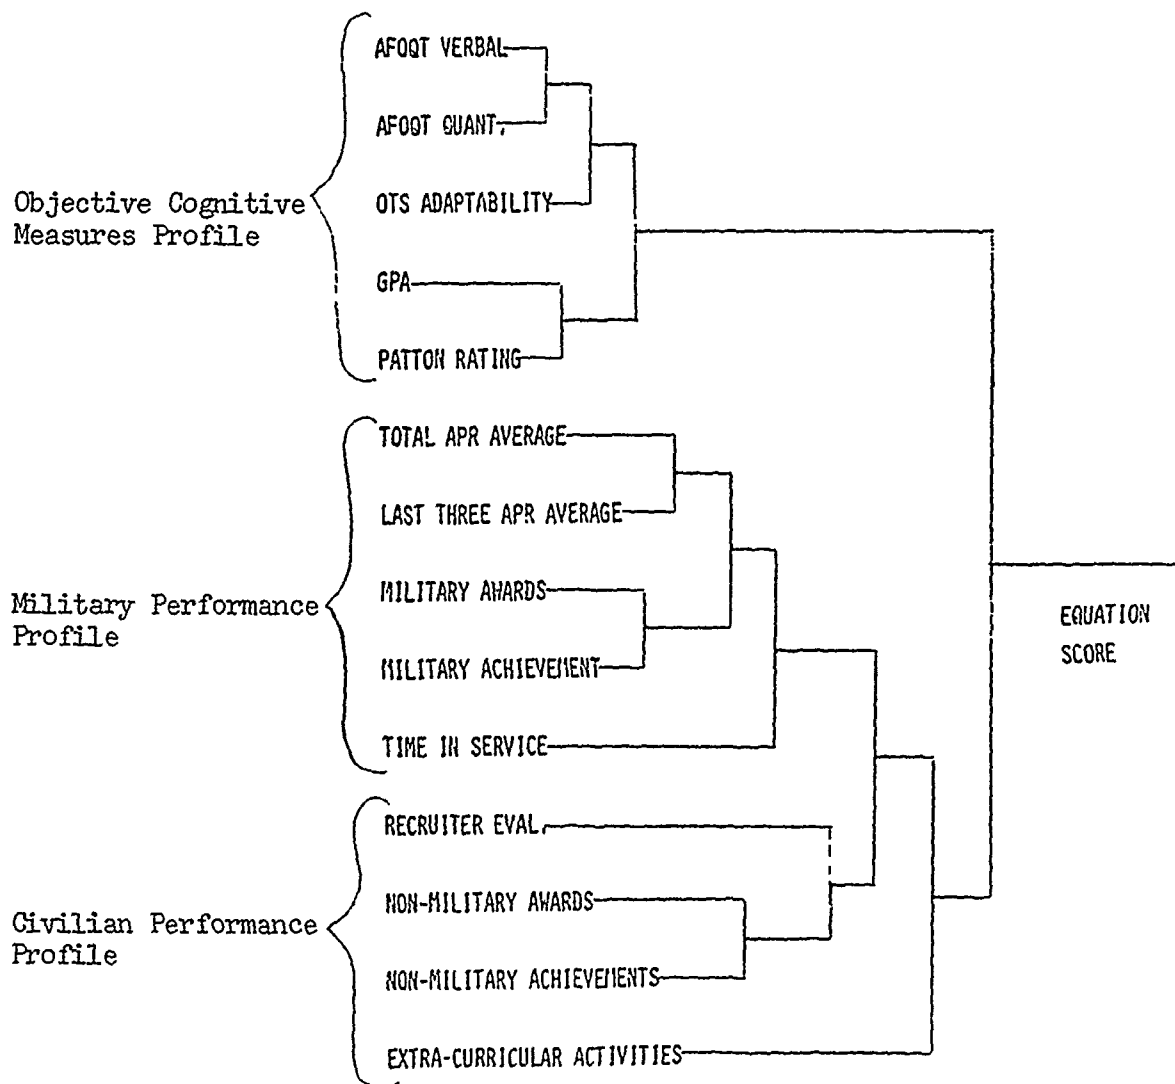 AFOQT VERBAL
AFOQT QUANT.
Objective Cognitive
Measures Profile
OTS ADAPTABILITY
GPA
PATTON RATING
TOTAL APR AVERAGE
LAST THREE APR AVERAGE
Military Performance
Profile
MILITARY AWARDS
MILITARY ACHIEVEMENT
TIME IN SERVICE
EQUATION
SCORE
RECRUITER EVAL.
Civilian Performance
Profile
NON-MILITARY AWARDS
NON-MILITARY ACHIEVEMENTS
EXTRA-CURRICULAR ACTIVITIES